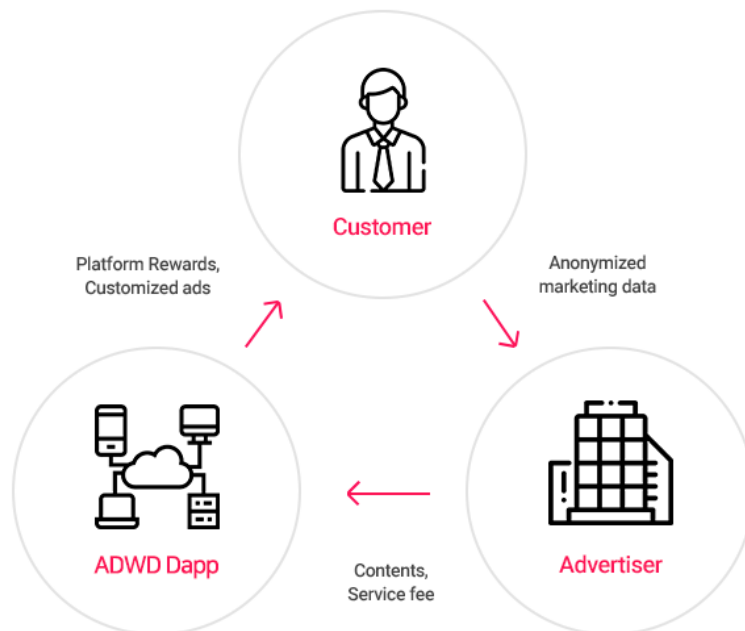 Customer
Platform Rewards,
Customized ads
Anonymized
marketing data
ADWD Dapp
Contents,
Service fee
Advertiser